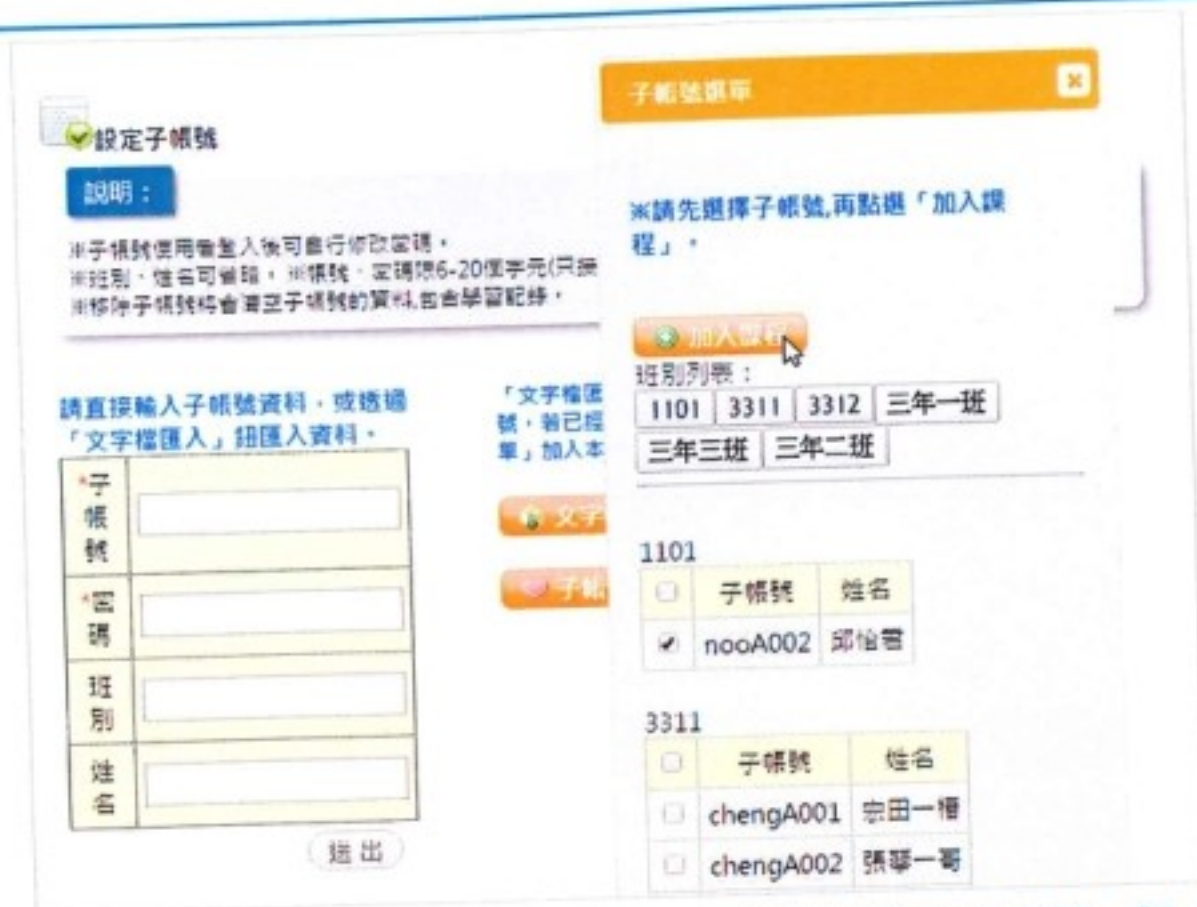 設定子帳號
說明：
※子帳號使用者登入後可自行修改密碼。
※班別、姓名可省略。 ※帳號、密碼限6-20個字元(只接
※移除子帳號將會清空子帳號的資料,包含學習記錄。
請直接輸入子帳號資料，或透過
「文字檔匯入」鈕匯入資料。
*子帳號
*密碼
班別
姓名
送出
「文字檔匯
號，若已經
單」加入本
文字
子帳
子帳號選單
※請先選擇子帳號,再點選「加入課
程」。
加入課程
班別列表：
1101 3311 3312 三年一班
三年三班 三年二班
1101
子帳號 姓名
nooA002 邱怡君
3311
子帳號 姓名
chengA001 田一
chengA002 張華一哥